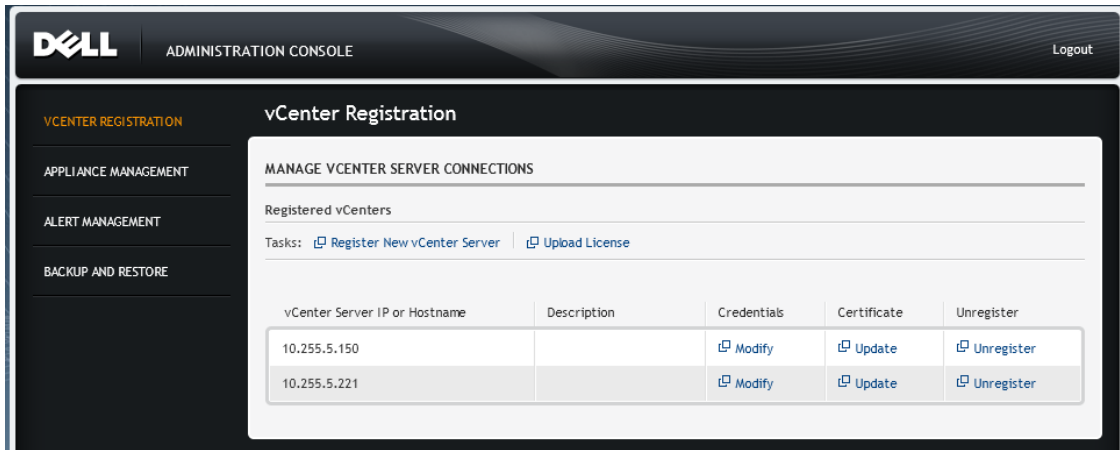 DELL
ADMINISTRATION CONSOLE
Logout
VCENTER REGISTRATION
APPLIANCE MANAGEMENT
ALERT MANAGEMENT
BACKUP AND RESTORE
vCenter Registration
MANAGE VCENTER SERVER CONNECTIONS
Registered vCenters
Tasks: Register New vCenter Server Upload License
vCenter Server IP or Hostname Description Credentials Certificate Unregister
10.255.5.150 Modify Update Unregister
10.255.5.221 Modify Update Unregister